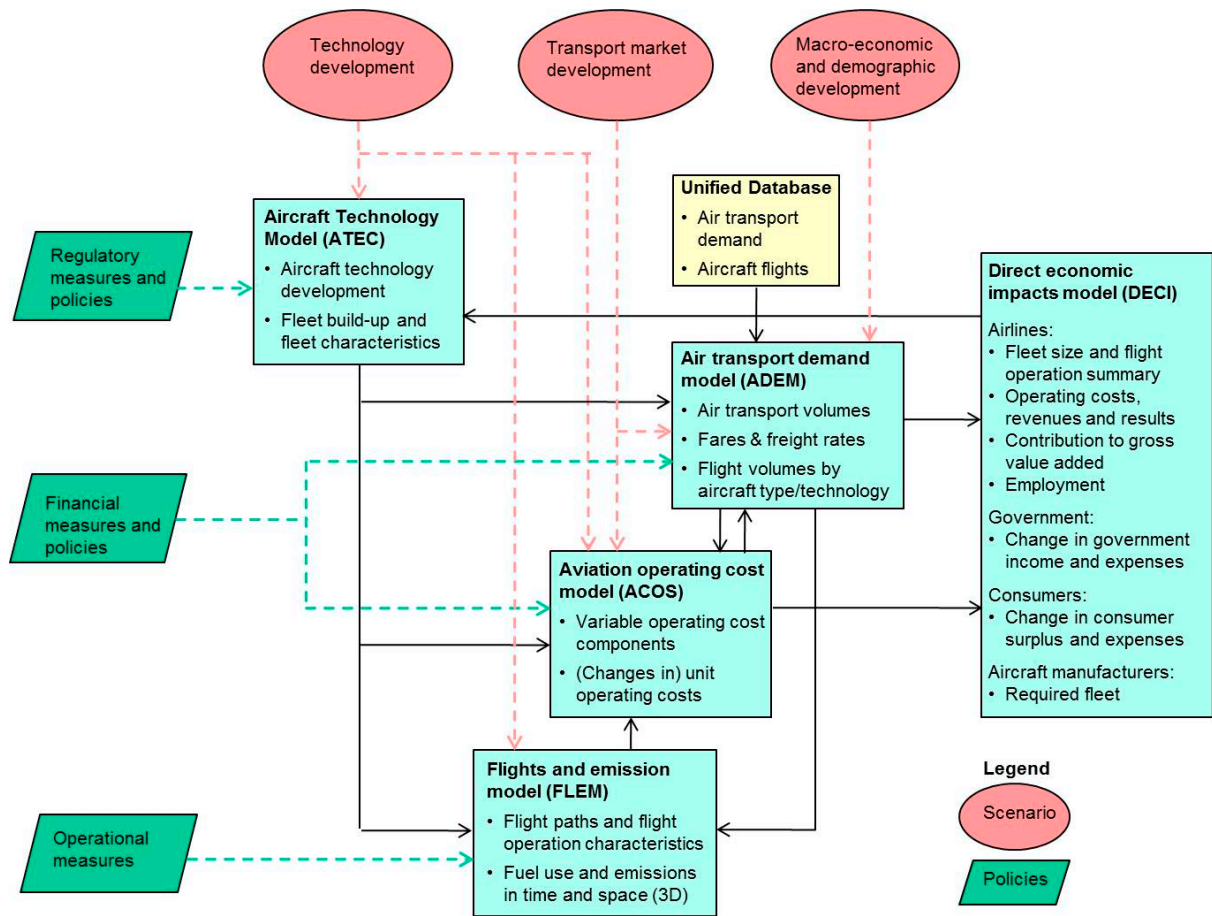 Technology
development
Transport market
development
Macro-economic
and demographic
development
Unified Database
• Air transport
demand
• Aircraft flights
Aircraft Technology
Model (ATEC)
• Aircraft technology
development
• Fleet build-up and
fleet characteristics
Regulatory
measures and
policies
Direct economic
impacts model (DECI)
Airlines:
• Fleet size and flight
operation summary
• Operating costs,
revenues and results
• Contribution to gross
value added
• Employment
Government:
• Change in government
income and expenses
Consumers:
• Change in consumer
surplus and expenses
Aircraft manufacturers:
• Required fleet
Air transport demand
model (ADEM)
• Air transport volumes
• Fares & freight rates
• Flight volumes by
aircraft type/technology
Financial
measures and
policies
Aviation operating cost
model (ACOS)
• Variable operating cost
components
• (Changes in) unit
operating costs
Flights and emission
model (FLEM)
• Flight paths and flight
operation characteristics
• Fuel use and emissions
in time and space (3D)
Operational
measures
Legend
Scenario
Policies